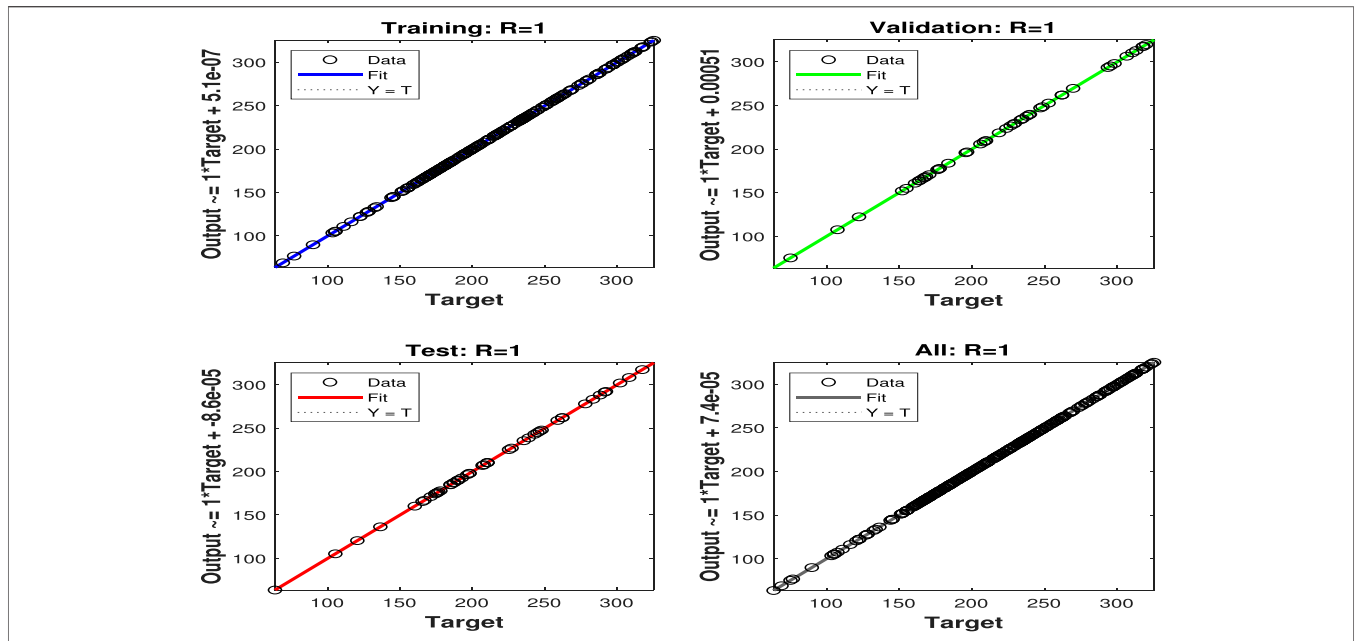 Training: R=1
Output ~= 1*Target + 5.1e-07
Data
Fit
Y = T
300
250
200
150
100
100 150 200 250 300
Target
Validation: R=1
Output ~= 1*Target + 0.00051
Data
Fit
Y = T
300
250
200
150
100
100 150 200 250 300
Target
Test: R=1
Output ~= 1*Target + -8.6e-05
Data
Fit
Y = T
300
250
200
150
100
100 150 200 250 300
Target
All: R=1
Output ~= 1*Target + 7.4e-05
Data
Fit
Y = T
300
250
200
150
100
100 150 200 250 300
Target